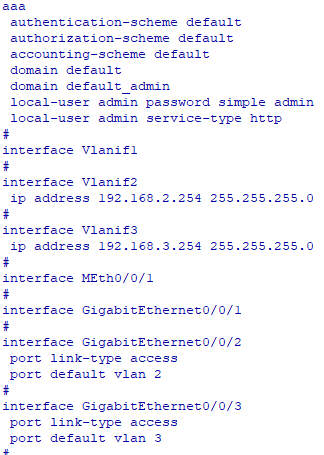 aaa
 authentication-scheme default
 authorization-scheme default
 accounting-scheme default
 domain default
 domain default_admin
 local-user admin password simple admin
 local-user admin service-type http
#
interface Vlanif1
#
interface Vlanif2
 ip address 192.168.2.254 255.255.255.0
#
interface Vlanif3
 ip address 192.168.3.254 255.255.255.0
#
interface MEth0/0/1
#
interface GigabitEthernet0/0/1
#
interface GigabitEthernet0/0/2
 port link-type access
 port default vlan 2
#
interface GigabitEthernet0/0/3
 port link-type access
 port default vlan 3
#